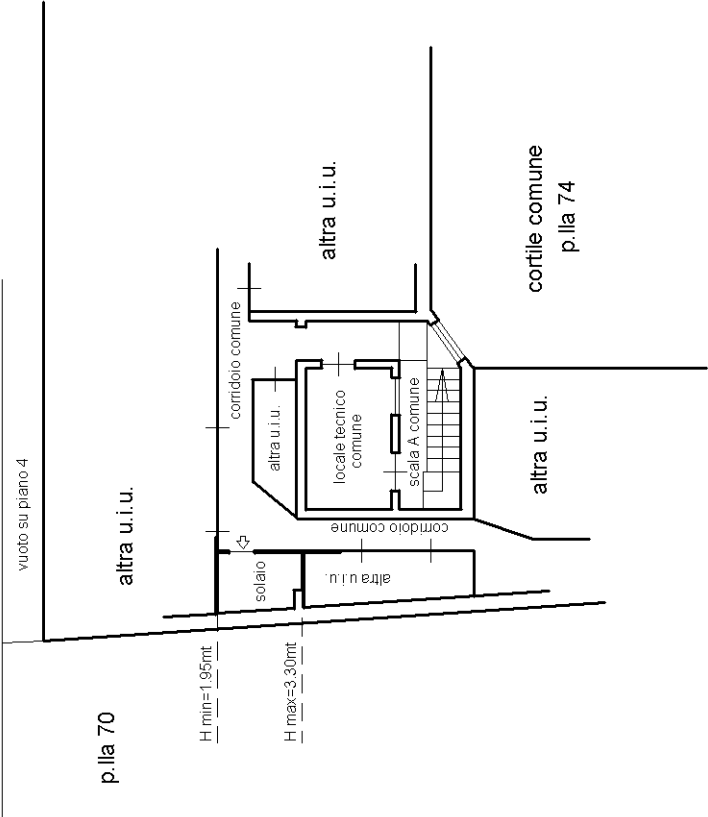 vuoto su piano 4
altra u.i.u.
altra u.i.u.
cortile comune
p.lla 74
corridoio comune
altra u.i.u.
locale tecnico
comune
scala A comune
altra u.i.u.
corridoio comune
solaio
altra u.i.u.
H min=1.95mt
H max=3.30mt
p.lla 70